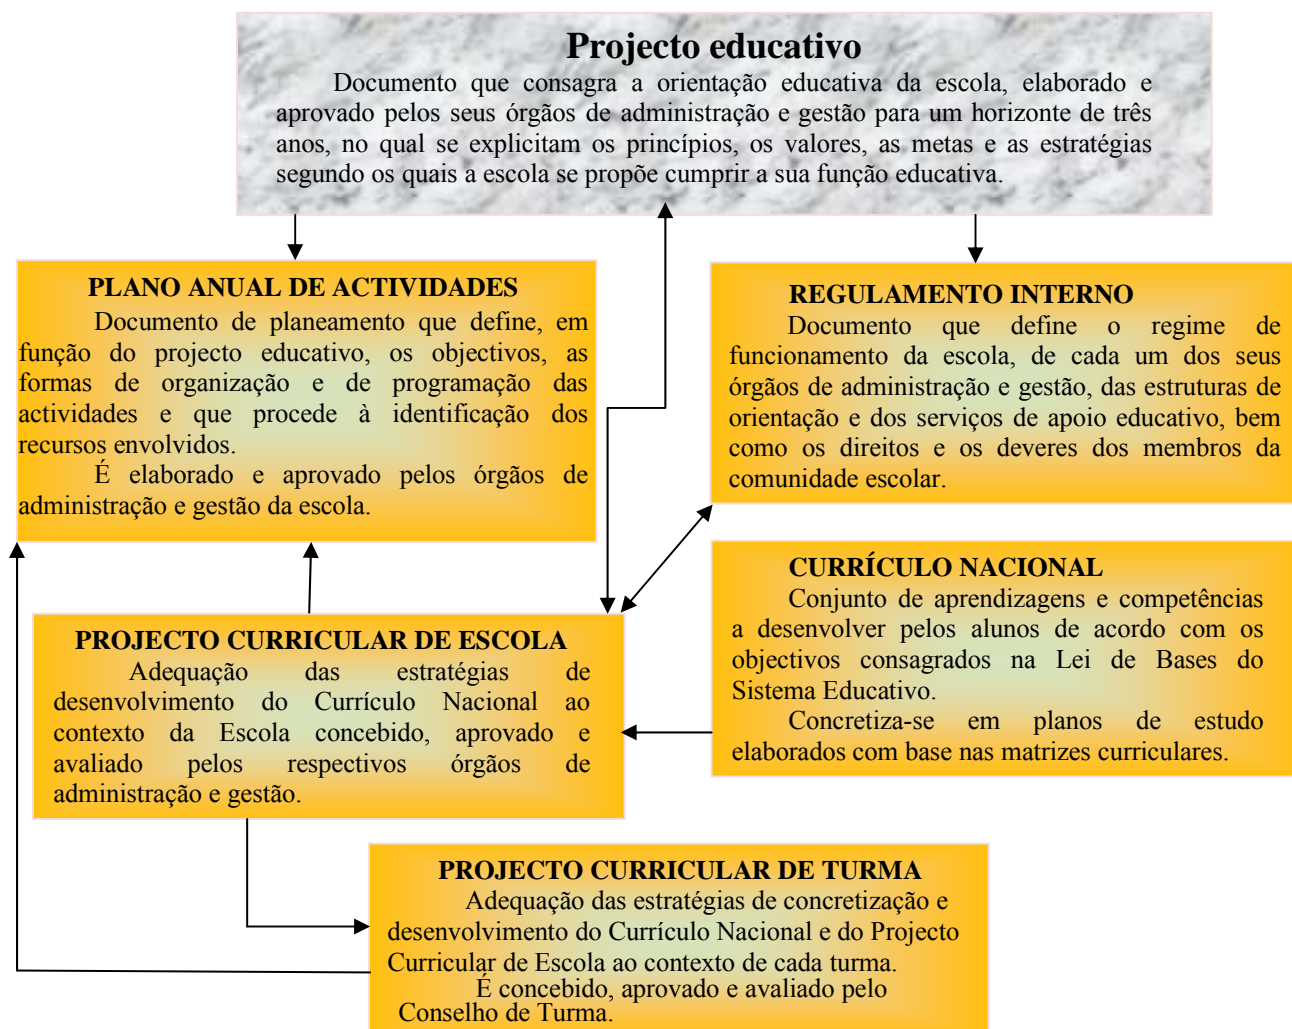 Projecto educativo
Documento que consagra a orientação educativa da escola, elaborado e
aprovado pelos seus órgãos de administração e gestão para um horizonte de três
anos, no qual se explicitam os princípios, os valores, as metas e as estratégias
segundo os quais a escola se propõe cumprir a sua função educativa.
PLANO ANUAL DE ACTIVIDADES
Documento de planeamento que define, em
função do projecto educativo, os objectivos, as
formas de organização e de programação das
actividades e que procede à identificação dos
recursos envolvidos.
É elaborado e aprovado pelos órgãos de
administração e gestão da escola.
REGULAMENTO INTERNO
Documento que define o regime de
funcionamento da escola, de cada um dos seus
órgãos de administração e gestão, das estruturas de
orientação e dos serviços de apoio educativo, bem
como os direitos e os deveres dos membros da
comunidade escolar.
CURRÍCULO NACIONAL
Conjunto de aprendizagens e competências
a desenvolver pelos alunos de acordo com os
objectivos consagrados na Lei de Bases do
Sistema Educativo.
Concretiza-se em planos de estudo
elaborados com base nas matrizes curriculares.
PROJECTO CURRICULAR DE ESCOLA
Adequação das estratégias de
desenvolvimento do Currículo Nacional ao
contexto da Escola concebido, aprovado e
avaliado pelos respectivos órgãos de
administração e gestão.
PROJECTO CURRICULAR DE TURMA
Adequação das estratégias de concretização e
desenvolvimento do Currículo Nacional e do Projecto
Curricular de Escola ao contexto de cada turma.
É concebido, aprovado e avaliado pelo
Conselho de Turma.